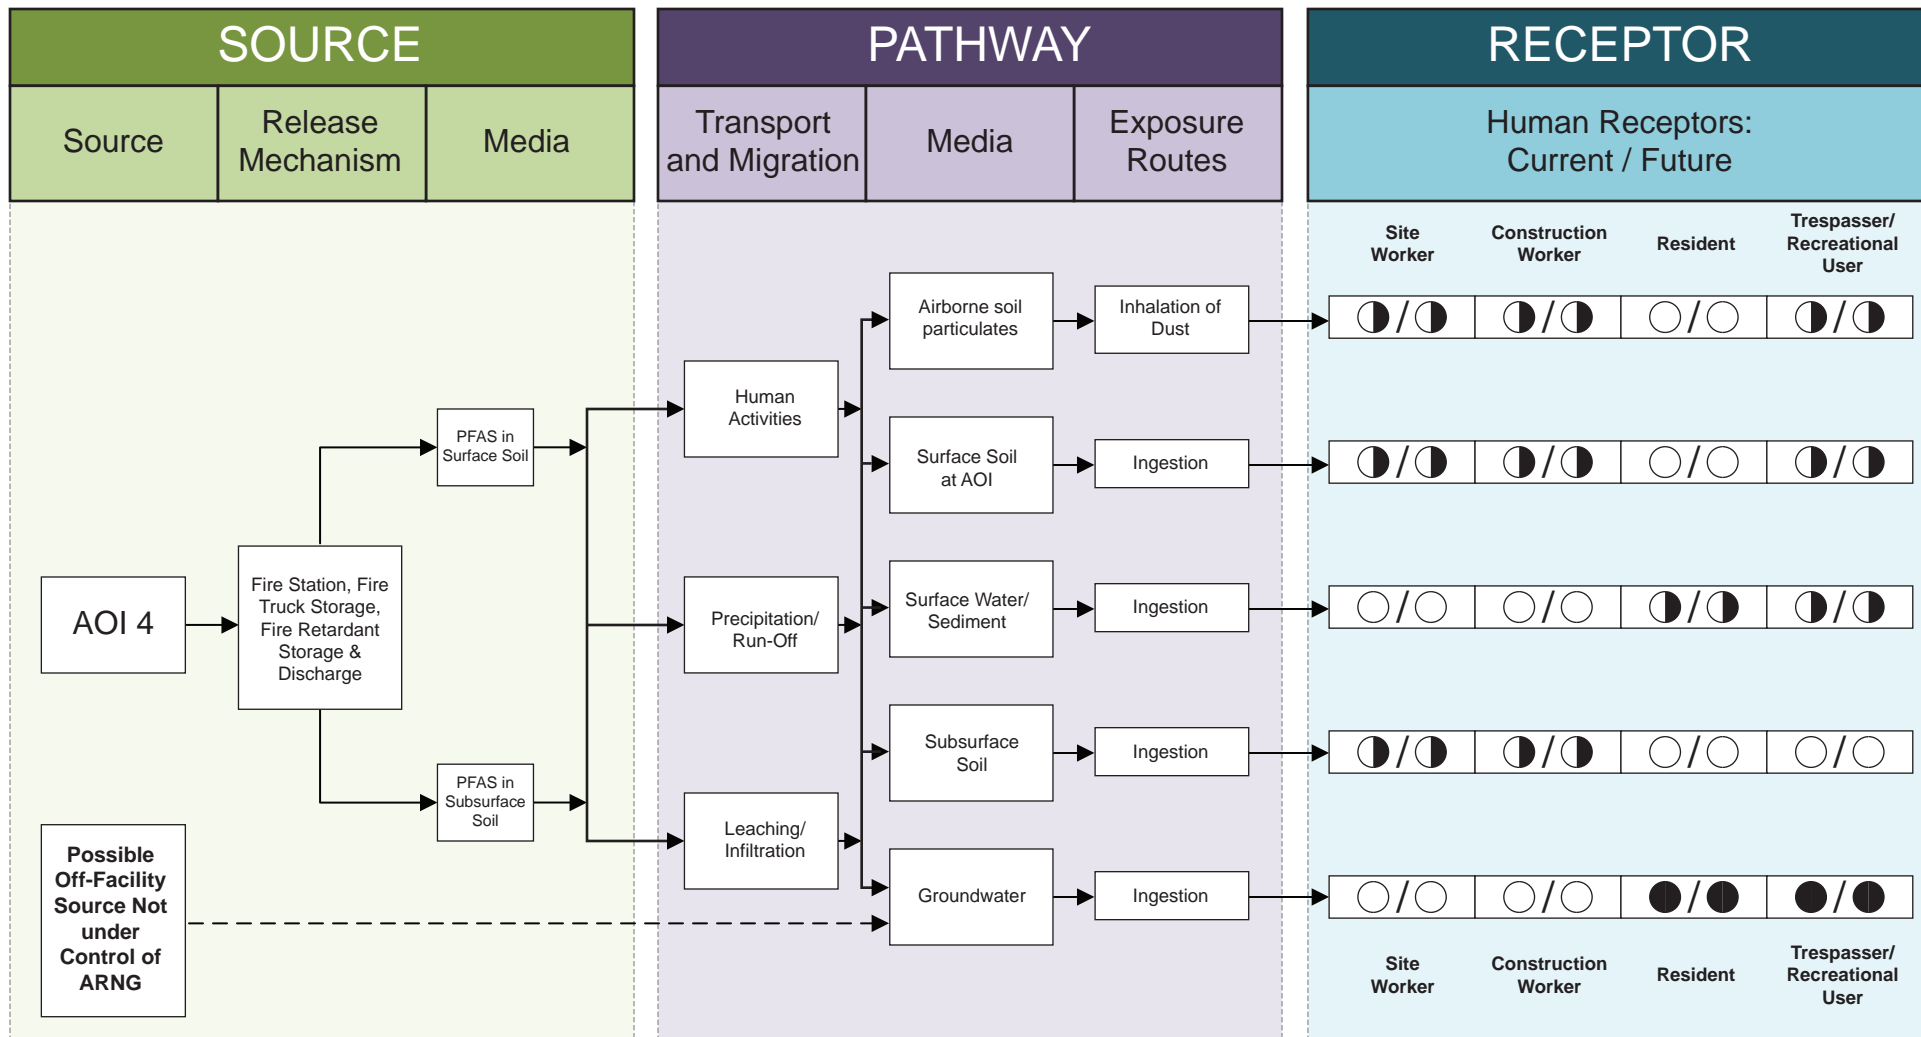 SOURCE
PATHWAY
RECEPTOR
Source
Release
Mechanism
Media
Transport
and Migration
Media
Exposure
Routes
Human Receptors:
Current / Future
Site
Worker
Construction
Worker
Resident
Trespasser/
Recreational
User
Airborne soil
particulates
Inhalation of
Dust
/ / / /
Human
Activities
PFAS in
Surface Soil
Surface Soil
at AOI
Ingestion
/ / / /
AOI 4
Fire Station, Fire
Truck Storage,
Fire Retardant
Storage &
Discharge
Precipitation/
Run-Off
Surface Water/
Sediment
Ingestion
/ / / /
Subsurface
Soil
Ingestion
/ / / /
PFAS in
Subsurface
Soil
Leaching/
Infiltration
Possible
Off-Facility
Source Not
under
Control of
ARNG
Groundwater
Ingestion
/ / / /
Site
Worker
Construction
Worker
Resident
Trespasser/
Recreational
User